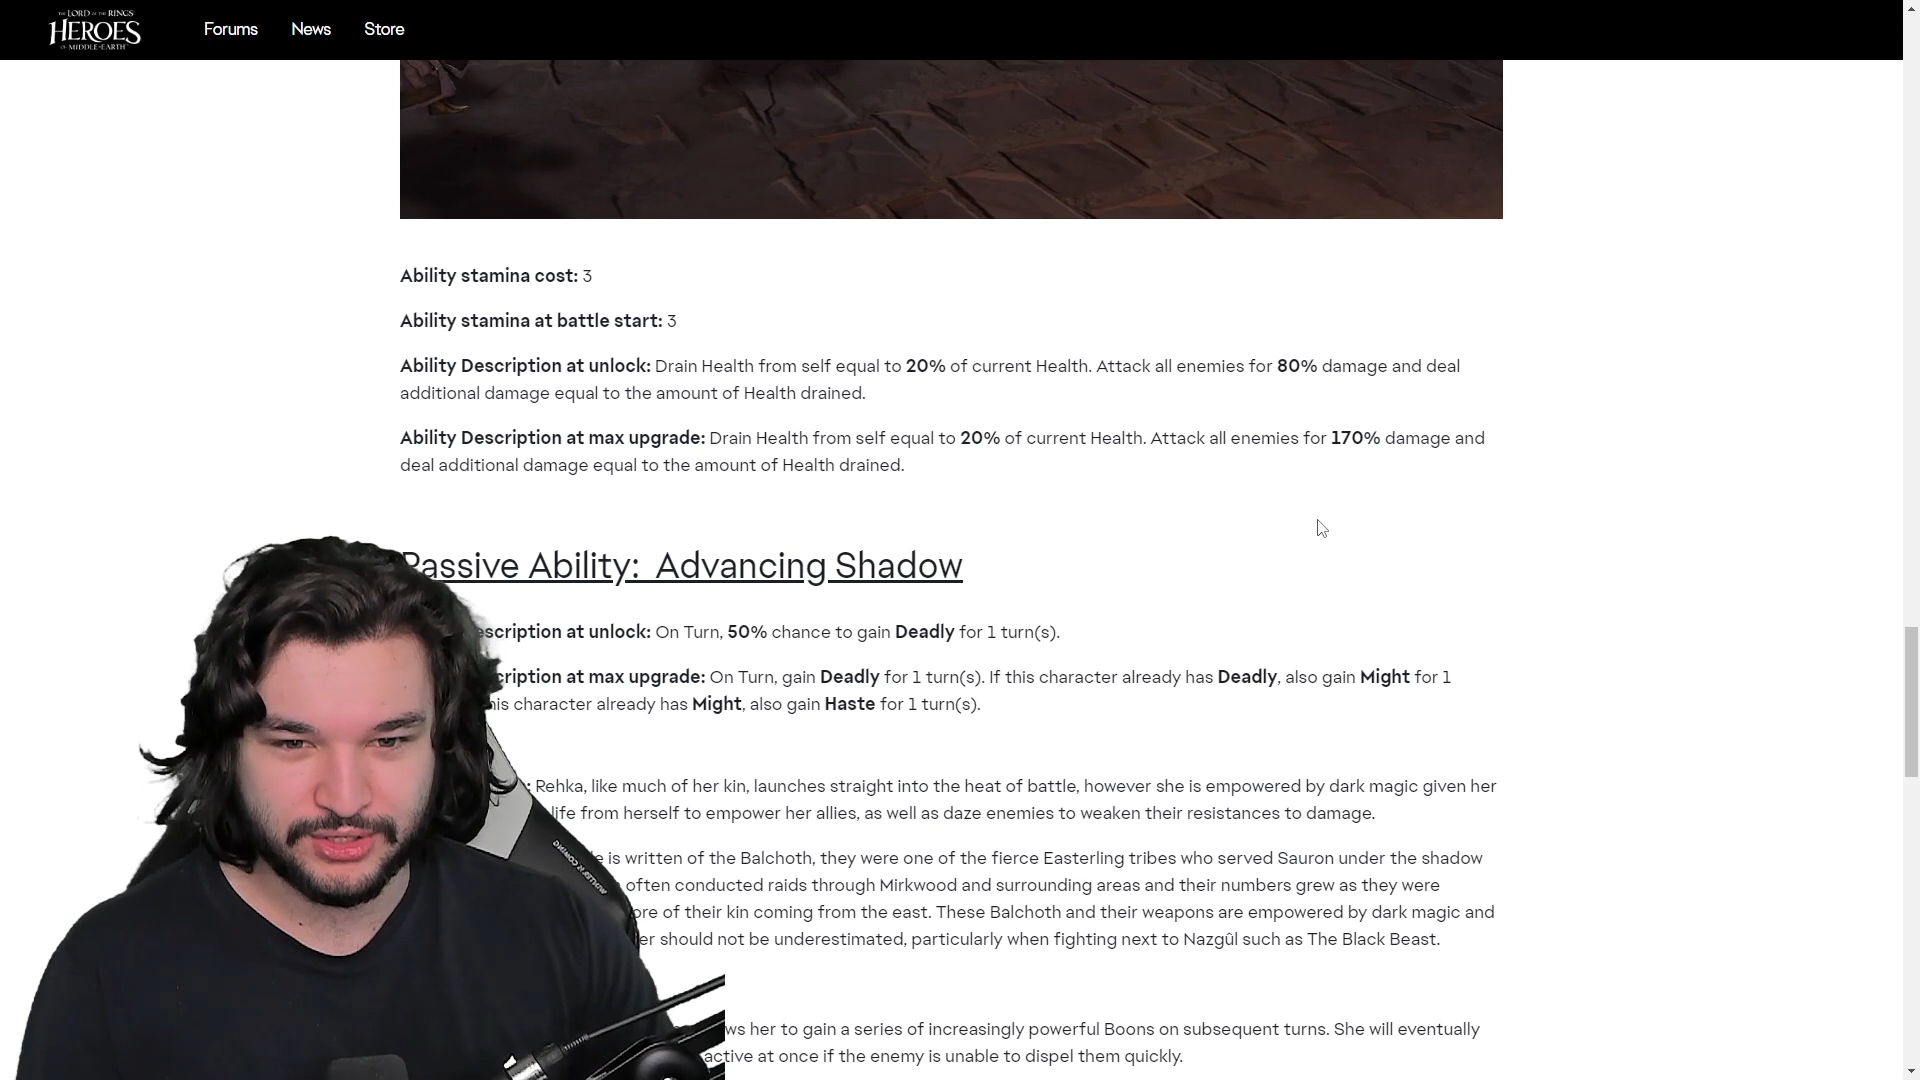 THE LORD OF THE RINGS
HEROES
OF MIDDLE-EARTH
Forums News Store
Ability stamina cost: 3
Ability stamina at battle start: 3
Ability Description at unlock: Drain Health from self equal to 20% of current Health. Attack all enemies for 80% damage and deal
additional damage equal to the amount of Health drained.
Ability Description at max upgrade: Drain Health from self equal to 20% of current Health. Attack all enemies for 170% damage and
deal additional damage equal to the amount of Health drained.
Passive Ability: Advancing Shadow
escription at unlock: On Turn, 50% chance to gain Deadly for 1 turn(s).
cription at max upgrade: On Turn, gain Deadly for 1 turn(s). If this character already has Deadly, also gain Might for 1
his character already has Might, also gain Haste for 1 turn(s).
: Rehka, like much of her kin, launches straight into the heat of battle, however she is empowered by dark magic given her
life from herself to empower her allies, as well as daze enemies to weaken their resistances to damage.
is written of the Balchoth, they were one of the fierce Easterling tribes who served Sauron under the shadow
often conducted raids through Mirkwood and surrounding areas and their numbers grew as they were
ore of their kin coming from the east. These Balchoth and their weapons are empowered by dark magic and
er should not be underestimated, particularly when fighting next to Nazgûl such as The Black Beast.
ws her to gain a series of increasingly powerful Boons on subsequent turns. She will eventually
active at once if the enemy is unable to dispel them quickly.